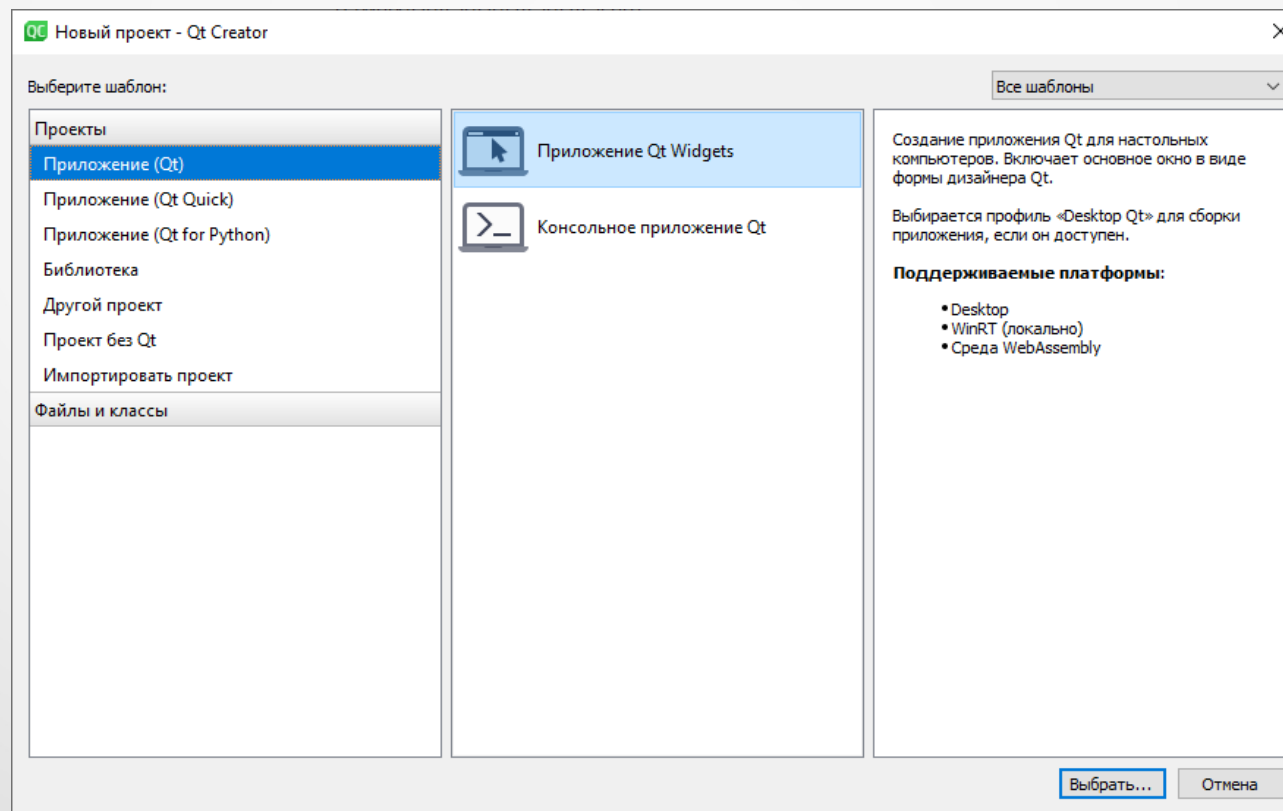 QC Новый проект - Qt Creator
Выберите шаблон:
Все шаблоны
Проекты
Приложение (Qt)
Приложение (Qt Quick)
Приложение (Qt for Python)
Библиотека
Другой проект
Проект без Qt
Импортировать проект
Файлы и классы
Приложение Qt Widgets
Консольное приложение Qt
Создание приложения Qt для настольных
компьютеров. Включает основное окно в виде
формы дизайнера Qt.
Выбирается профиль «Desktop Qt» для сборки
приложения, если он доступен.
Поддерживаемые платформы:
• Desktop
• WinRT (локально)
• Среда WebAssembly
Выбрать...
Отмена